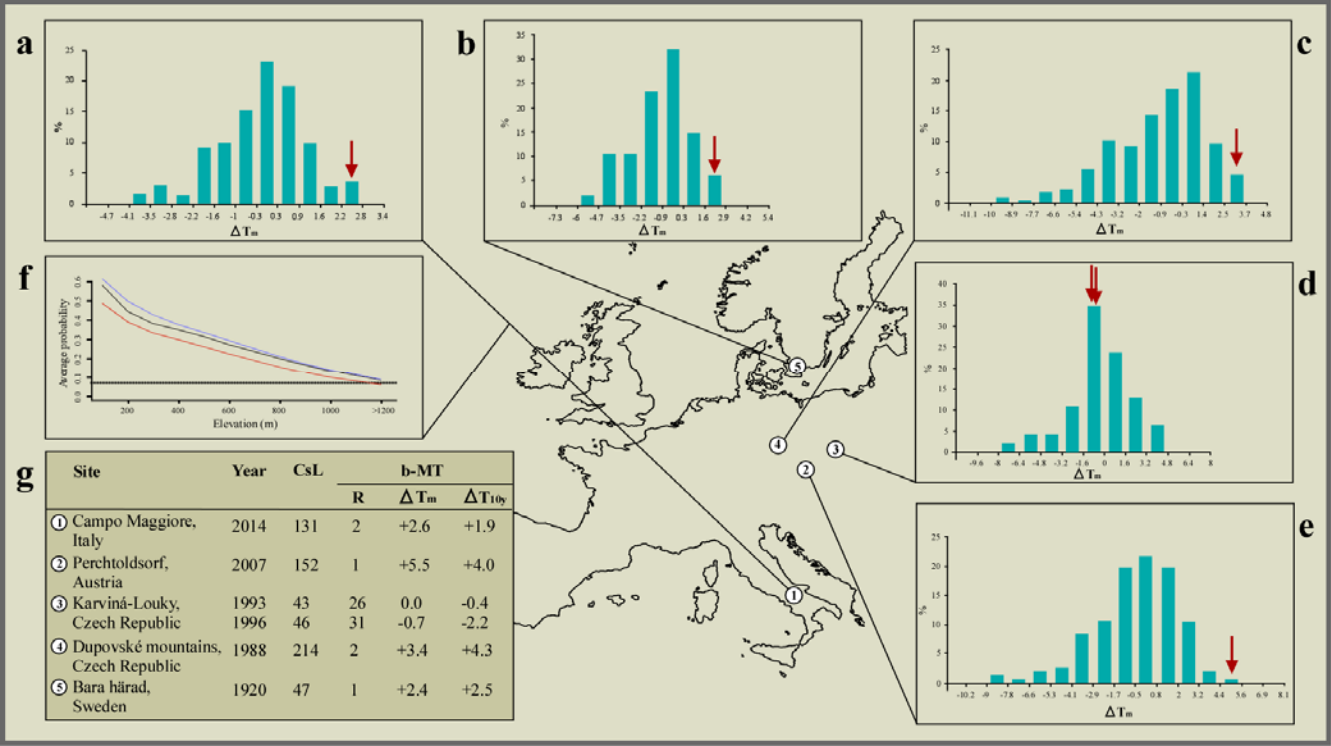 a
25
20
15
10
5
0
%
-4.7 -4.1 -3.5 -2.8 -2.2 -1.6 -1 -0.3 0.3 0.9 1.6 2.2 2.8 3.4
Δ Tm
b
35
30
25
20
15
10
5
0
%
-7.3 -6 -4.7 -3.5 -2.2 -0.9 0.3 1.6 2.9 4.2 5.4
Δ Tm
c
25
20
15
10
5
0
%
-11.1 -10 -8.9 -7.7 -6.6 -5.4 -4.3 -3.2 -2 -0.9 -0.3 1.4 2.5 3.7 4.8
Δ Tm
f
Average probability
0.6
0.5
0.4
0.3
0.2
0.1
0.0
200 400 600 800 1000 >1200
Elevation (m)
d
40
35
30
25
20
15
10
5
0
%
-9.6 -8 -6.4 -4.8 -3.2 -1.6 0 1.6 3.2 4.8 6.4 8
Δ Tm
5
4
3
2
1
g
Site Year CsL b-MT
R Δ Tm Δ T10y
1 Campo Maggiore, 2014 131 2 +2.6 +1.9
Italy
2 Perchtoldsorf, 2007 152 1 +5.5 +4.0
Austria
3 Karviná-Louky, 1993 43 26 0.0 -0.4
Czech Republic 1996 46 31 -0.7 -2.2
4 Dupovské mountains, 1988 214 2 +3.4 +4.3
Czech Republic
5 Bara härad, 1920 47 1 +2.4 +2.5
Sweden
e
25
20
15
10
5
0
%
-10.2 -9 -7.8 -6.6 -5.3 -4.1 -2.9 -1.7 -0.5 0.8 2 3.2 4.4 5.6 6.9 8.1
Δ Tm